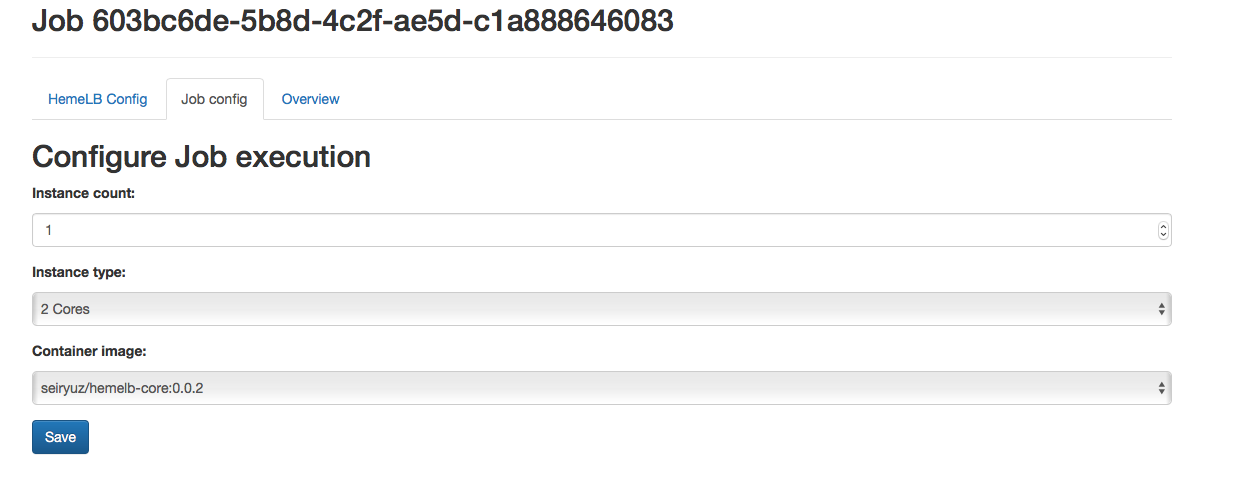 Job 603bc6de-5b8d-4c2f-ae5d-c1a888646083
HemeLB Config Job config Overview
Configure Job execution
Instance count:
1
Instance type:
2 Cores
Container image:
seiryuz/hemelb-core:0.0.2
Save